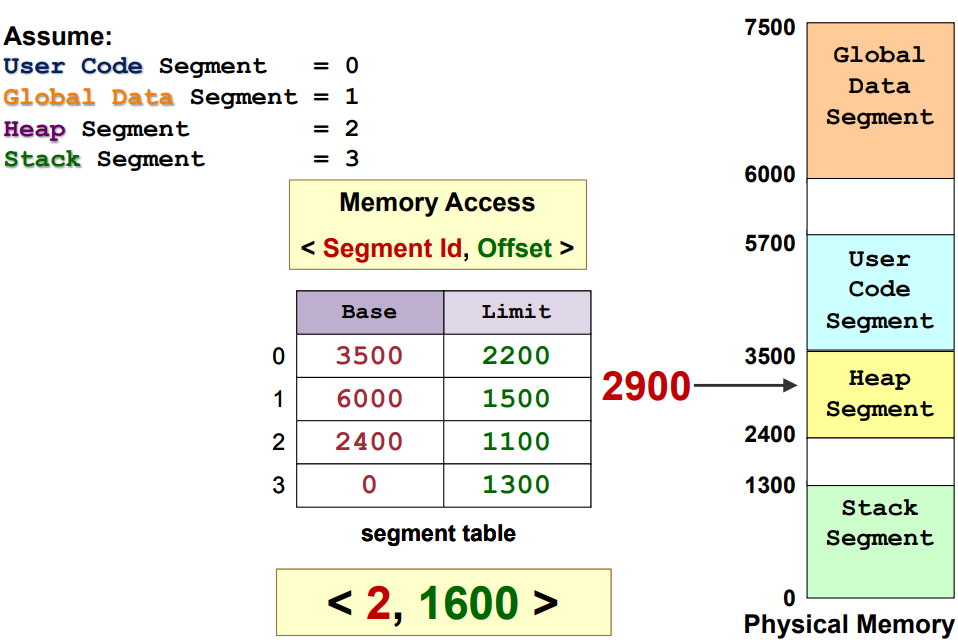 Assume:
User Code Segment = 0
Global Data Segment = 1
Heap Segment = 2
Stack Segment = 3
Memory Access
< Segment Id, Offset >
Base Limit
0 3500 2200
1 6000 1500
2 2400 1100
3 0 1300
segment table
< 2, 1600 >
2900
7500
Global
Data
Segment
6000
5700
User
Code
Segment
3500
Heap
Segment
2400
1300
Stack
Segment
0
Physical Memory